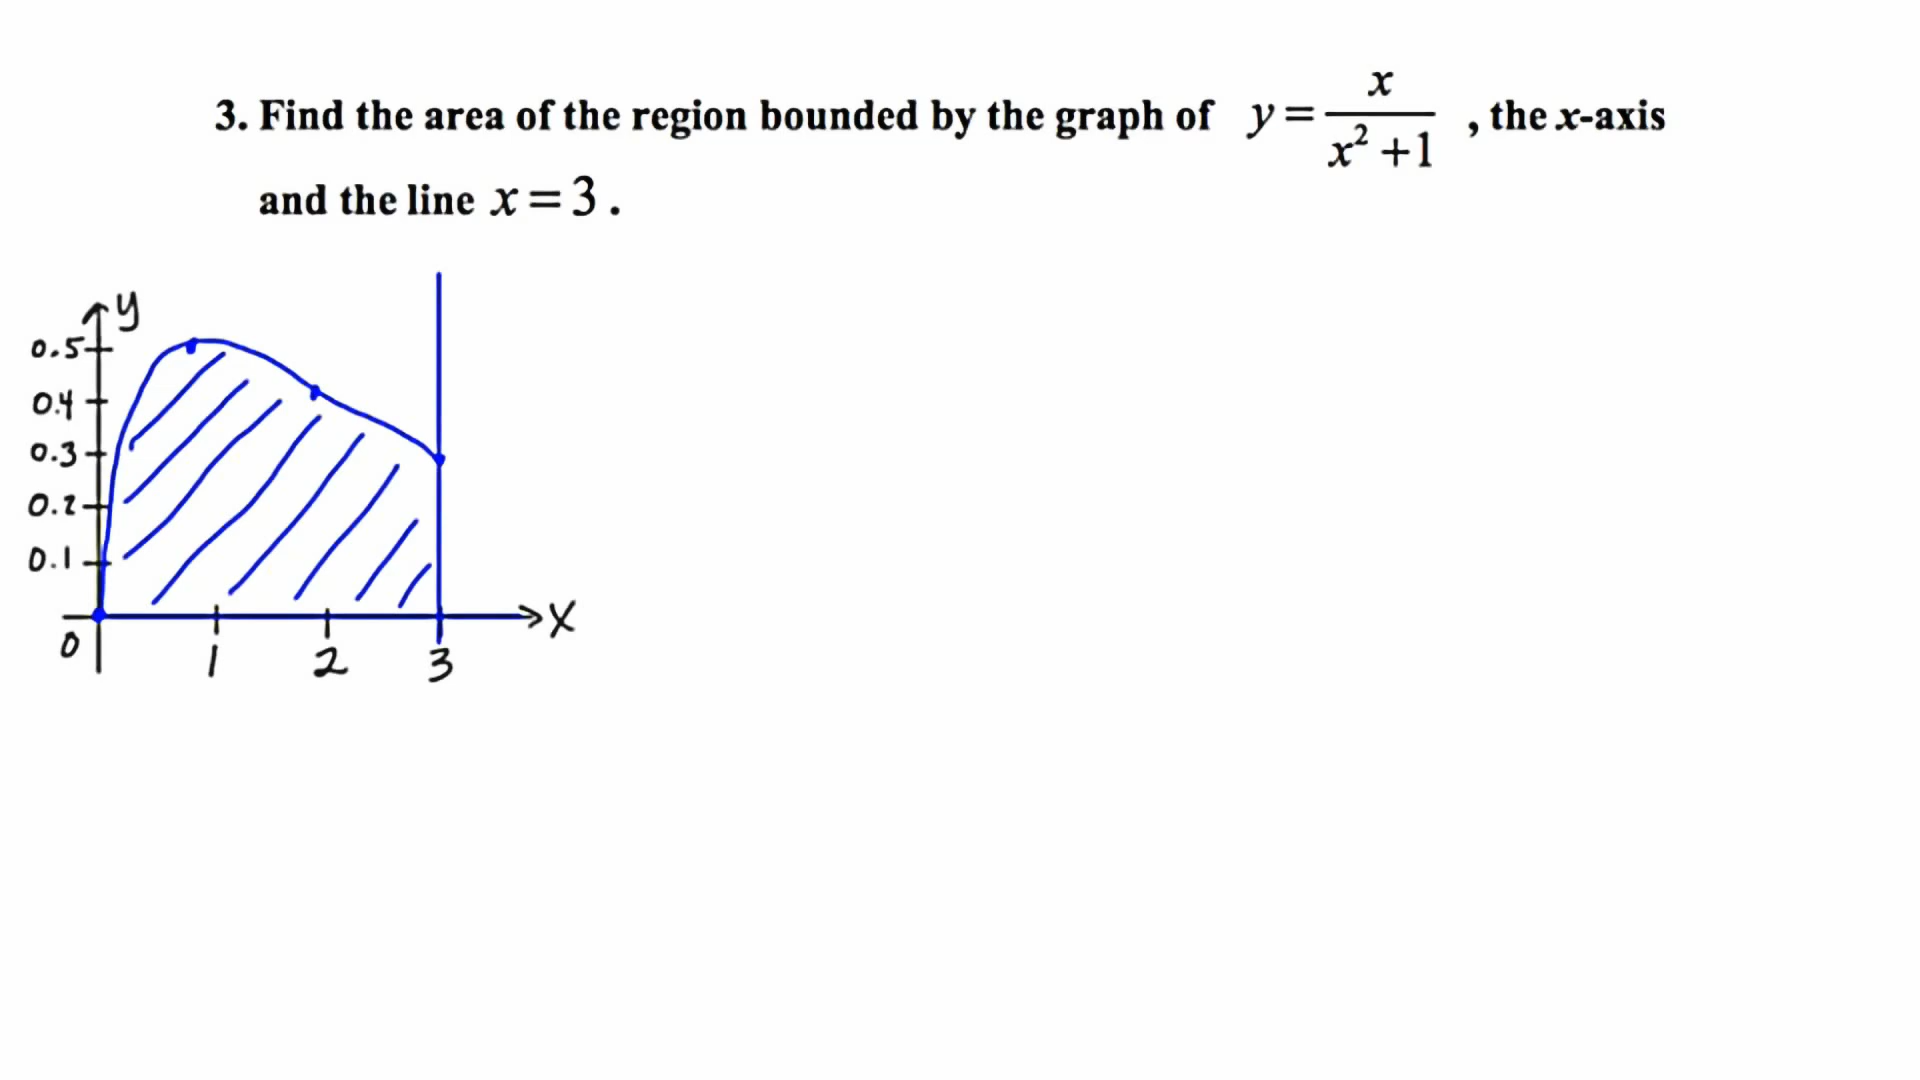 3. Find the area of the region bounded by the graph of y = x / (x² + 1) , the x-axis
and the line x = 3 .
y
0.5
0.4
0.3
0.2
0.1
0
1 2 3
x